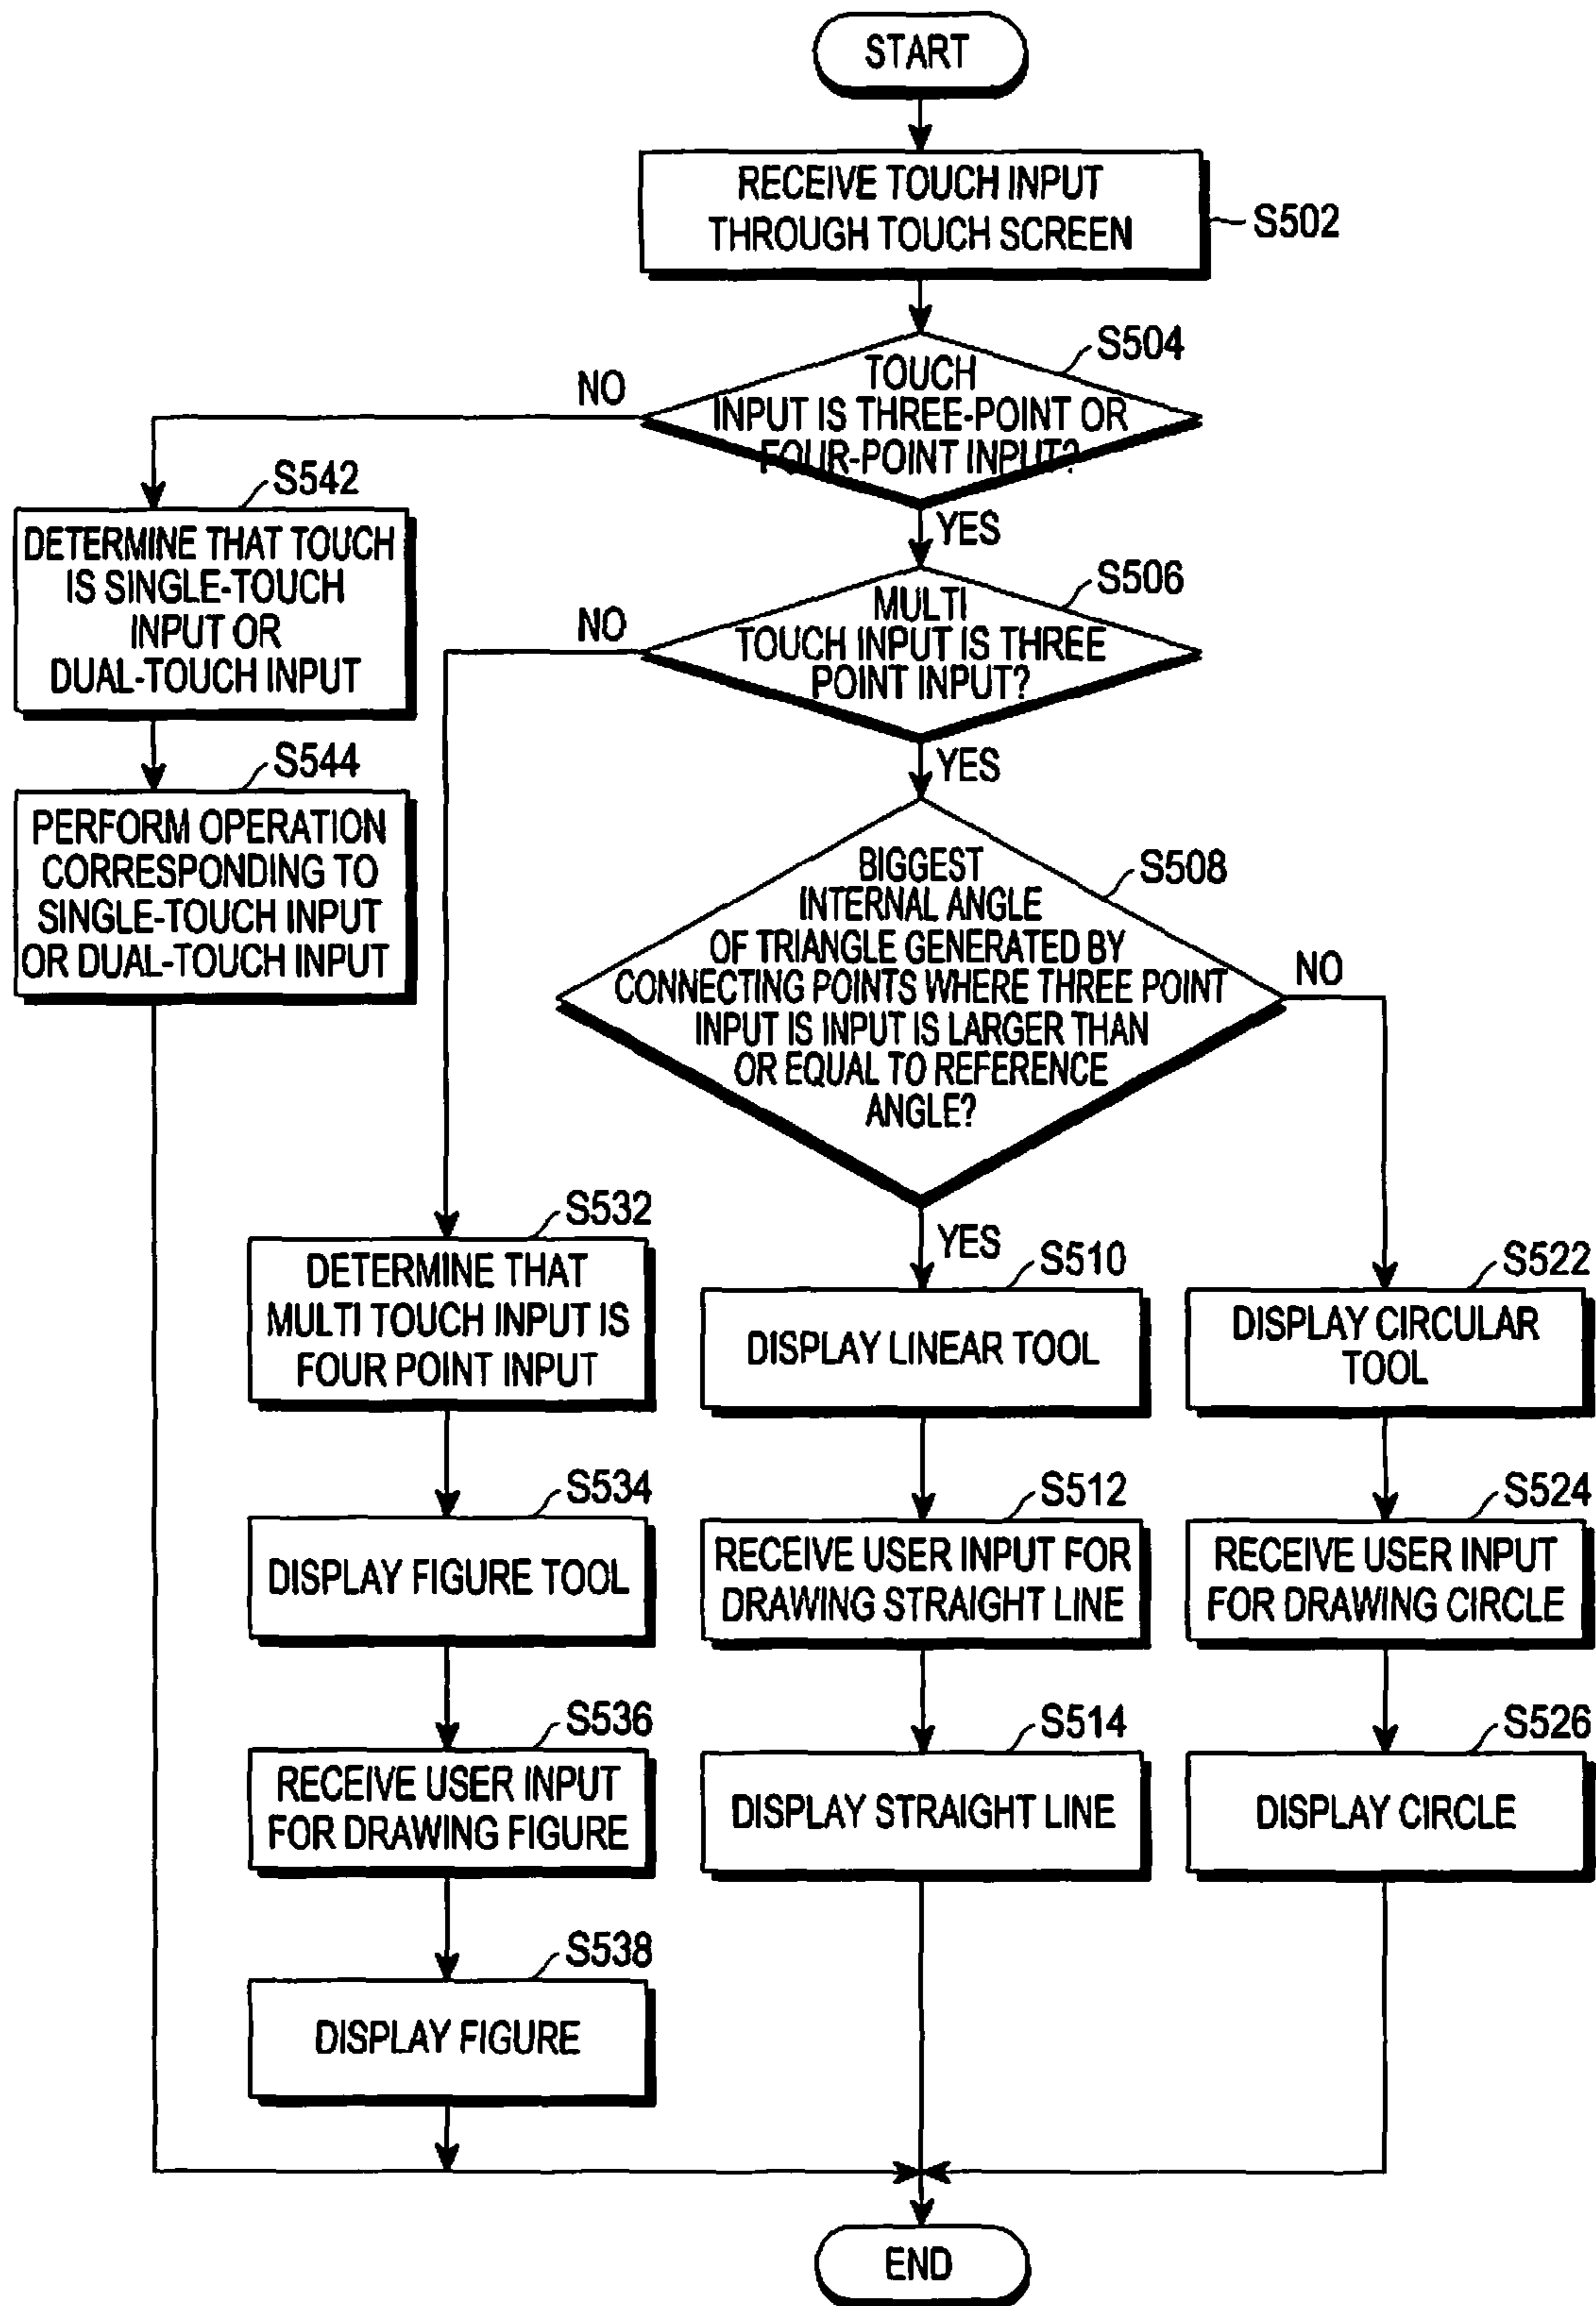 START
RECEIVE TOUCH INPUT
THROUGH TOUCH SCREEN
S502
S504
TOUCH
INPUT IS THREE-POINT OR
FOUR-POINT INPUT?
NO
YES
S542
DETERMINE THAT TOUCH
IS SINGLE-TOUCH
INPUT OR
DUAL-TOUCH INPUT
S506
MULTI
TOUCH INPUT IS THREE
POINT INPUT?
NO
YES
S544
PERFORM OPERATION
CORRESPONDING TO
SINGLE-TOUCH INPUT
OR DUAL-TOUCH INPUT
S508
BIGGEST
INTERNAL ANGLE
OF TRIANGLE GENERATED BY
CONNECTING POINTS WHERE THREE POINT
INPUT IS INPUT IS LARGER THAN
OR EQUAL TO REFERENCE
ANGLE?
NO
YES
S532
DETERMINE THAT
MULTI TOUCH INPUT IS
FOUR POINT INPUT
S510
DISPLAY LINEAR TOOL
S522
DISPLAY CIRCULAR
TOOL
S534
DISPLAY FIGURE TOOL
S512
RECEIVE USER INPUT FOR
DRAWING STRAIGHT LINE
S524
RECEIVE USER INPUT
FOR DRAWING CIRCLE
S536
RECEIVE USER INPUT
FOR DRAWING FIGURE
S514
DISPLAY STRAIGHT LINE
S526
DISPLAY CIRCLE
S538
DISPLAY FIGURE
END